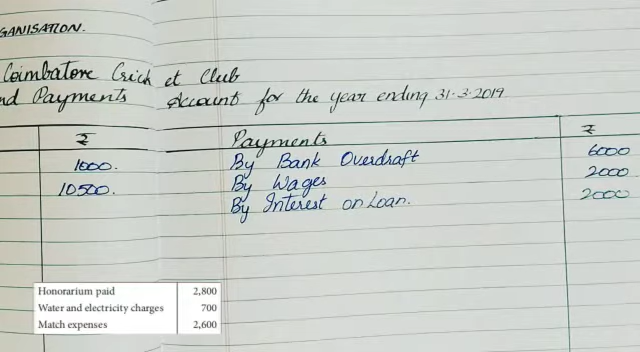 GANISATION.
Coimbatore Crick et Club
nd Payments Account for the year ending 31-3-2019
₹ Payments ₹
1000. By Bank Overdraft 6000
10500. By Wages 2000
By Interest on Loan. 2000
Honorarium paid 2,800
Water and electricity charges 700
Match expenses 2,600